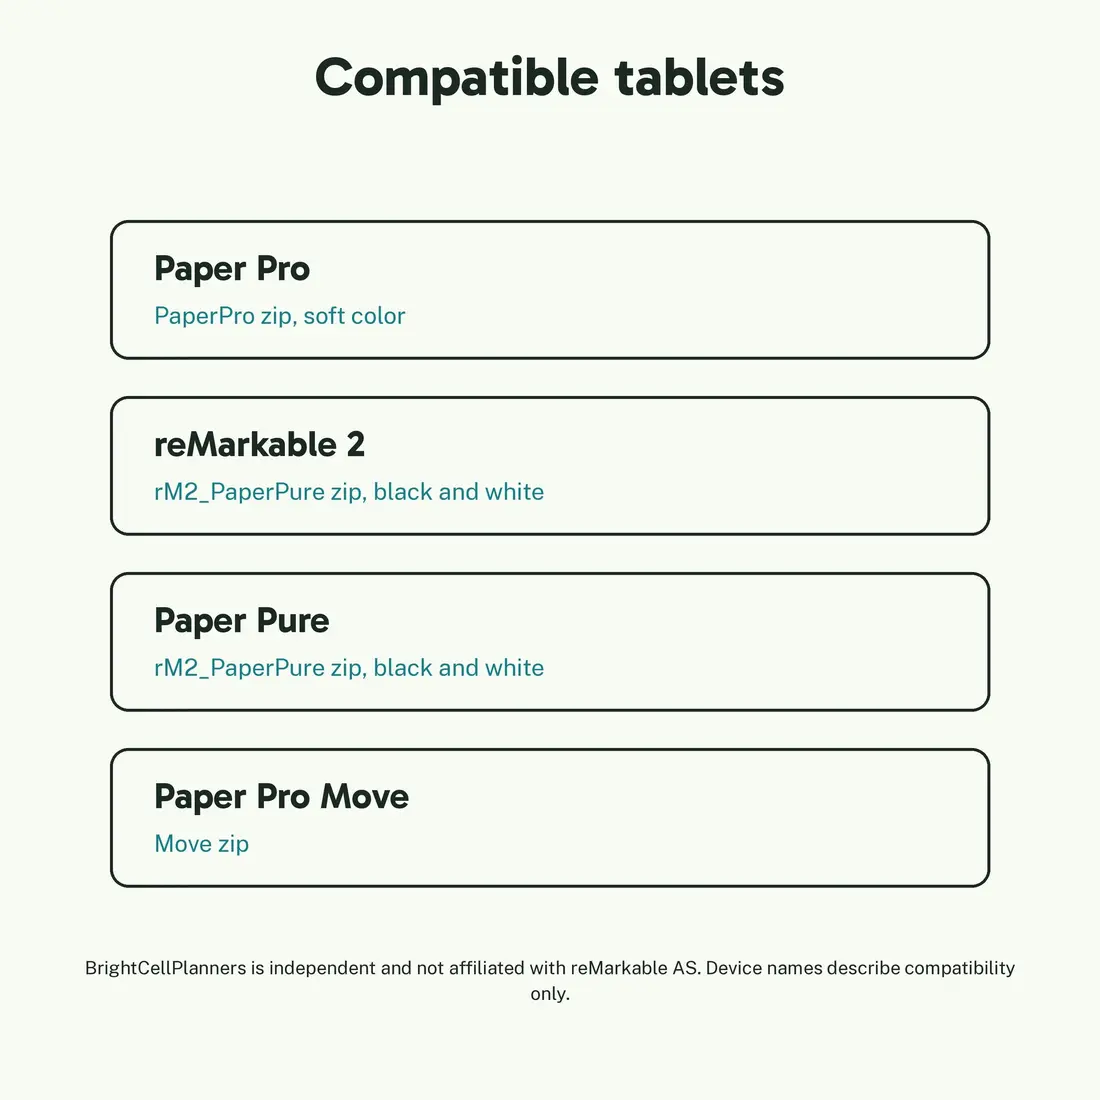 Compatible tablets
Paper Pro
PaperPro zip, soft color
reMarkable 2
rM2_PaperPure zip, black and white
Paper Pure
rM2_PaperPure zip, black and white
Paper Pro Move
Move zip
BrightCellPlanners is independent and not affiliated with reMarkable AS. Device names describe compatibility
only.